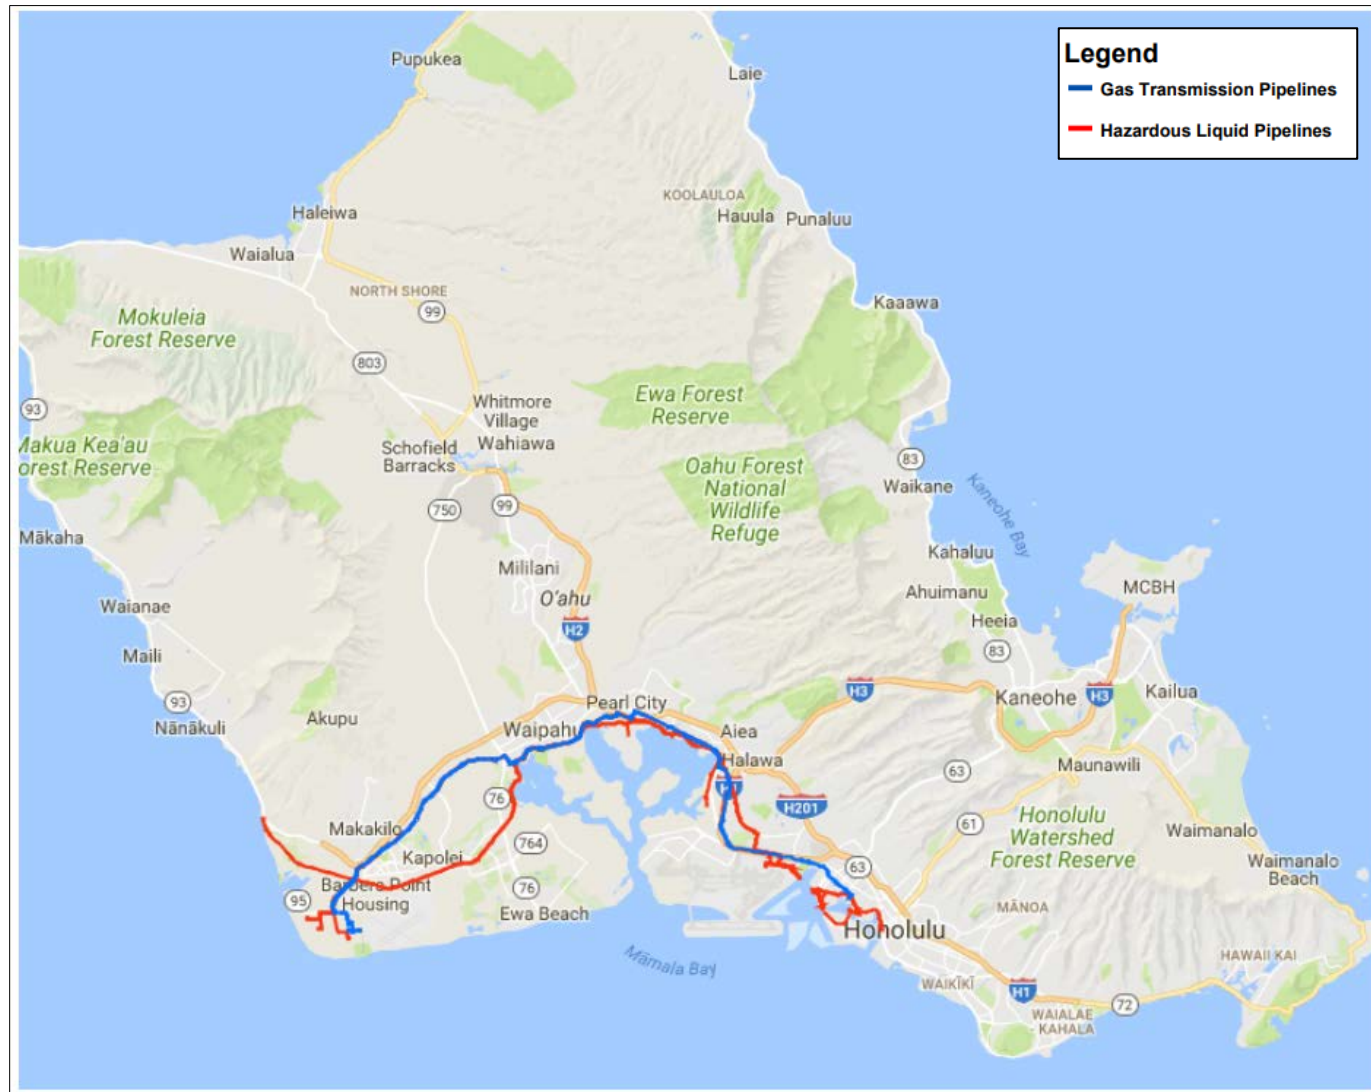 Legend
Gas Transmission Pipelines
Hazardous Liquid Pipelines
Pupukea
Laie
KOOLAULOA
Hauula
Punaluu
Haleiwa
Waialua
NORTH SHORE
99
Kaaawa
Mokuleia
Forest Reserve
803
93
Ewa Forest
Reserve
Whitmore
Village
Wahiawa
Makua Kea'au
Forest Reserve
Schofield
Barracks
83
Oahu Forest
National
Wildlife
Refuge
Waikane
Kaneohe Bay
750
99
Mākaha
Kahaluu
Mililani
MCBH
Ahuimanu
O'ahu
Waianae
Heeia
H2
Maili
83
H3
Kaneohe
H3
Kailua
93
Pearl City
Akupu
Nānākuli
Waipahu
Aiea
Halawa
Maunawili
63
76
H201
Honolulu
Watershed
Forest Reserve
61
Makakilo
Waimanalo
764
Kapolei
63
Waimanalo
Beach
Barbers Point
Housing
76
95
Ewa Beach
MĀNOA
Honolulu
HAWAII KAI
Māmala Bay
WAIKĪKĪ
H1
72
WAIALAE
- KAHALA